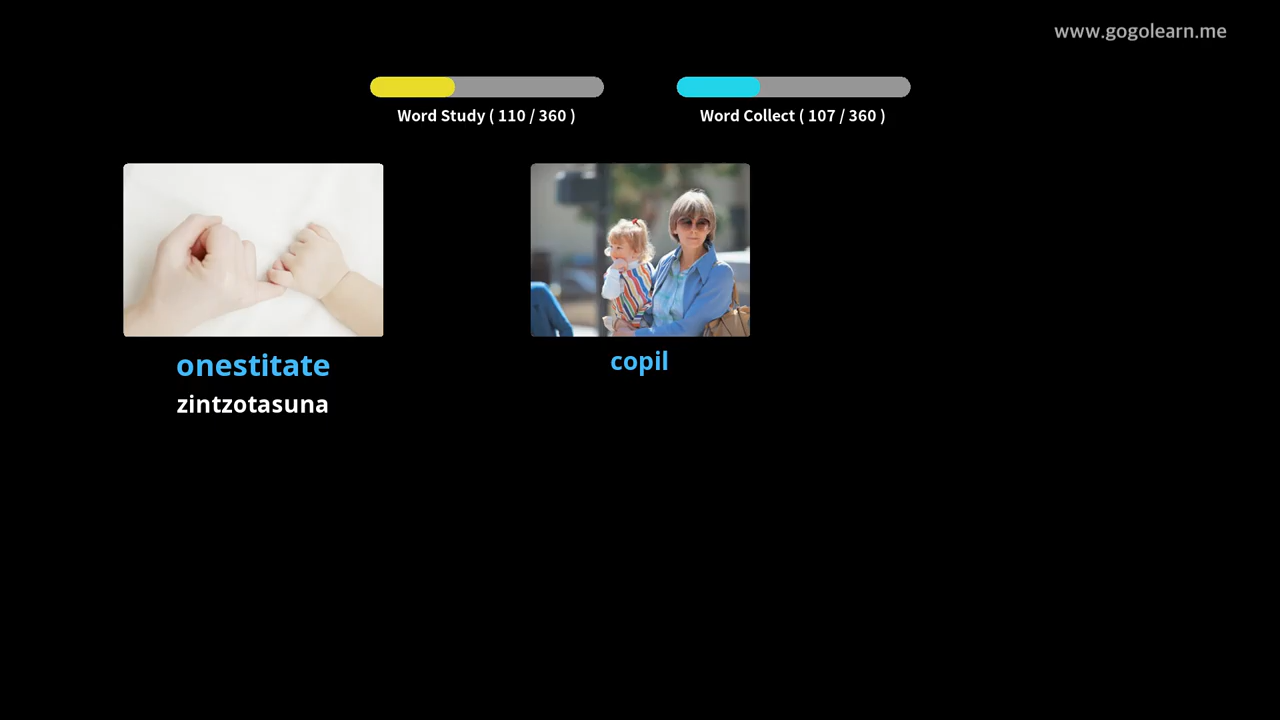 www.gogolearn.me
Word Study ( 110 / 360 )
Word Collect ( 107 / 360 )
onestitate
zintzotasuna
copil